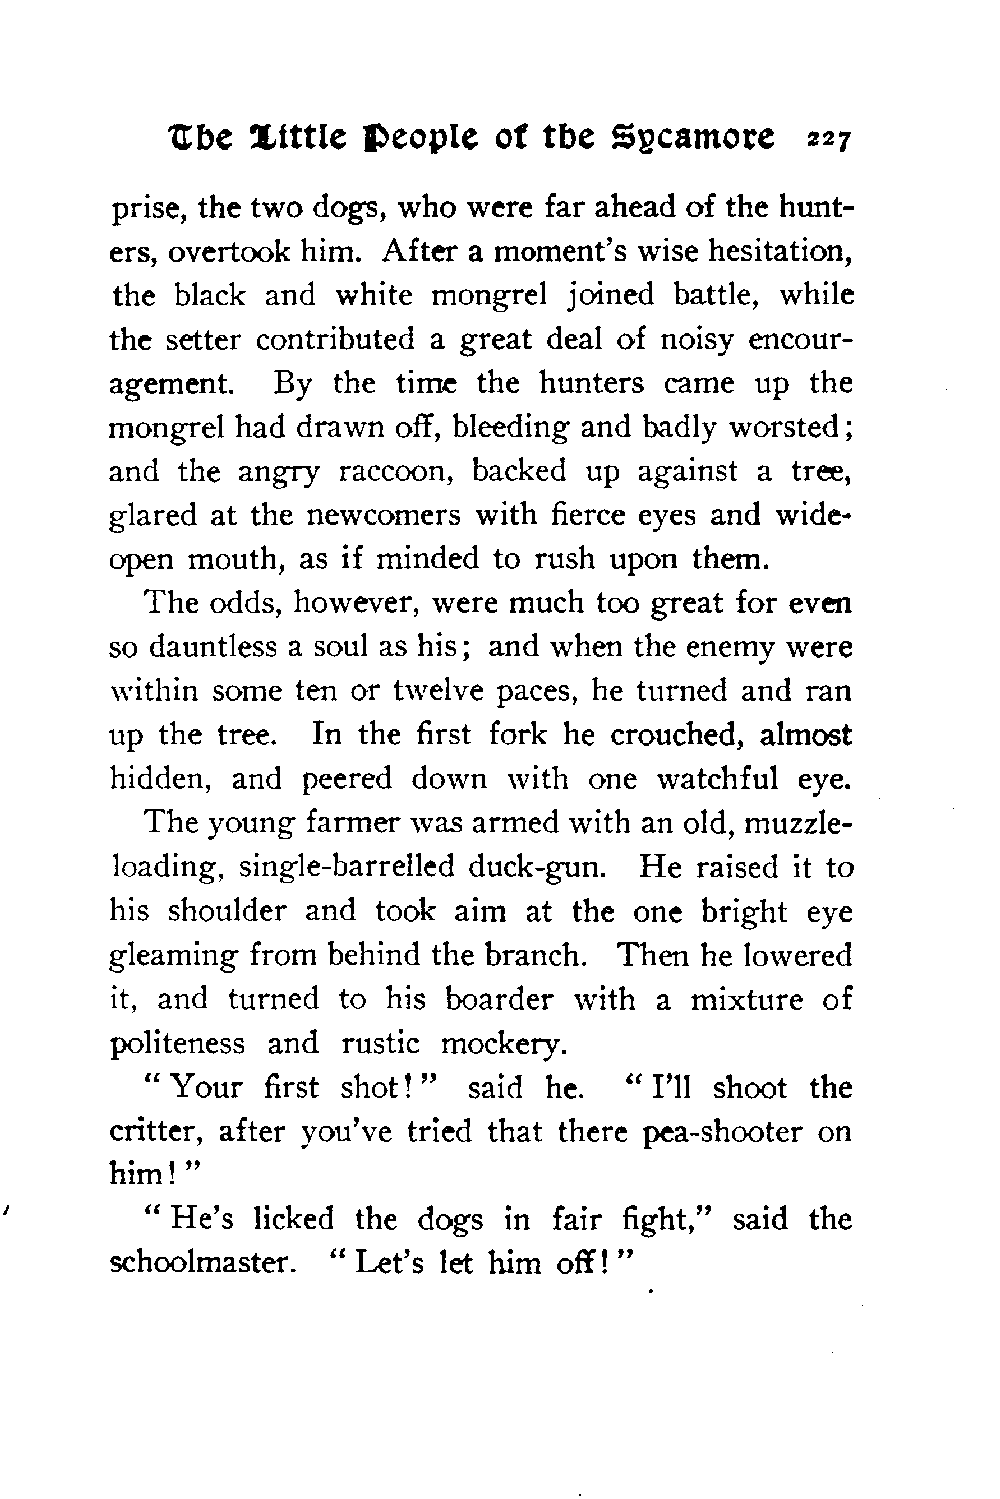 The Little People of the Sycamore 227
prise, the two dogs, who were far ahead of the hunt-
ers, overtook him. After a moment's wise hesitation,
the black and white mongrel joined battle, while
the setter contributed a great deal of noisy encour-
agement. By the time the hunters came up the
mongrel had drawn off, bleeding and badly worsted;
and the angry raccoon, backed up against a tree,
glared at the newcomers with fierce eyes and wide-
open mouth, as if minded to rush upon them.
The odds, however, were much too great for even
so dauntless a soul as his; and when the enemy were
within some ten or twelve paces, he turned and ran
up the tree. In the first fork he crouched, almost
hidden, and peered down with one watchful eye.
The young farmer was armed with an old, muzzle-
loading, single-barrelled duck-gun. He raised it to
his shoulder and took aim at the one bright eye
gleaming from behind the branch. Then he lowered
it, and turned to his boarder with a mixture of
politeness and rustic mockery.
"Your first shot!" said he. "I'll shoot the
critter, after you've tried that there pea-shooter on
him!"
"He's licked the dogs in fair fight," said the
schoolmaster. "Let's let him off!"